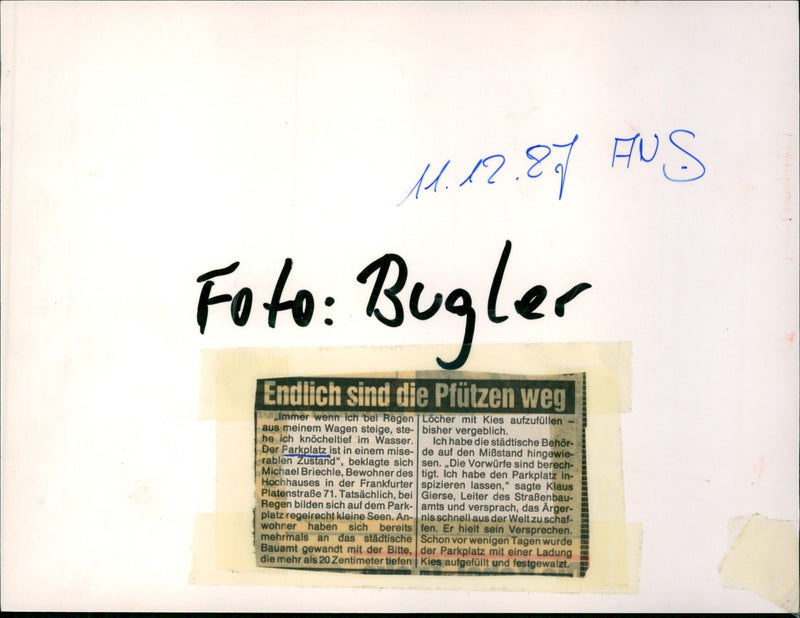 11.12.87 AVS.
Foto: Bugler
Endlich sind die Pfützen weg
„Immer wenn ich bei Regen
aus meinem Wagen steige, ste-
he ich knöcheltief im Wasser.
Der Parkplatz ist in einem mise-
rablen Zustand", beklagte sich
Michael Briechle, Bewohner des
Hochhauses in der Frankfurter
Platenstraße 71. Tatsächlich, bei
Regen bilden sich auf dem Park-
platz regelrecht kleine Seen. An-
wohner haben sich bereits
mehrmals an das städtische
Bauamt gewandt mit der Bitte,
die mehr als 20 Zentimeter tiefen
Löcher mit Kies aufzufüllen –
bisher vergeblich.
Ich habe die städtische Behör-
de auf den Mißstand hingewie-
sen. „Die Vorwürfe sind berech-
tigt. Ich habe den Parkplatz in-
spizieren lassen," sagte Klaus
Gierse, Leiter des Straßenbau-
amts und versprach, das Ärger-
nis schnell aus der Welt zu schaf-
fen. Er hielt sein Versprechen.
Schon vor wenigen Tagen wurde
der Parkplatz mit einer Ladung
Kies aufgefüllt und festgewalzt.